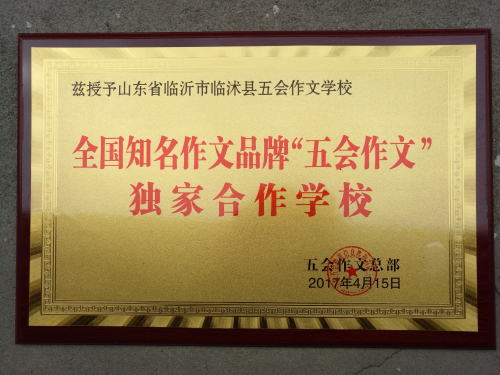 兹授予山东省临沂市临沭县五会作文学校
全国知名作文品牌“五会作文”
独家合作学校
五会作文总部
2017年4月15日